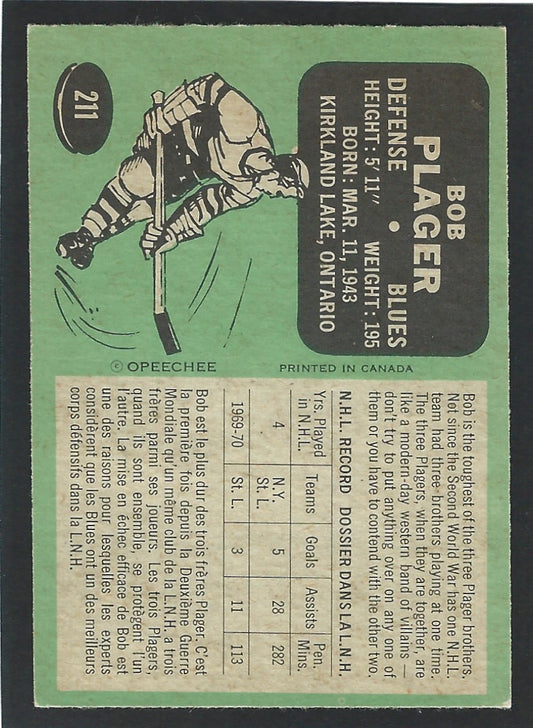 211
BOB
PLAGER
DEFENSE • BLUES
HEIGHT: 5' 11" WEIGHT: 195
BORN: MAR. 11, 1943
KIRKLAND LAKE, ONTARIO
© OPEECHEE PRINTED IN CANADA
Bob is the toughest of the three Plager brothers.
Not since the Second World War has one N.H.L.
team had three brothers playing at one time.
The three Plagers, when they are together, are
like a modern-day western band of villains —
don't try to put anything over on any one of
them or you have to contend with the other two.
N.H.L. RECORD DOSSIER DANS LA L.N.H.
Yrs. Played in N.H.L. Teams Goals Assists Pen. Mins.
4 N.Y. St. L. 5 28 282
1969-70 St. L. 3 11 113
Bob est le plus dur des trois frères Plager. C'est
la première fois depuis la Deuxième Guerre
Mondiale qu'un même club de la L.N.H. a trois
frères parmi ses joueurs. Les trois Plagers,
quand ils sont ensemble, se protègent l'un
l'autre. La mise en échec efficace de Bob est
une des raisons pour lesquelles les experts
considèrent que les Blues ont un des meilleurs
corps défensifs dans la L.N.H.